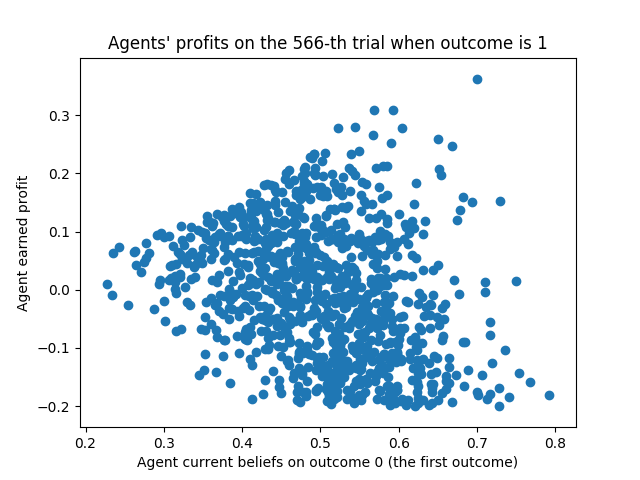 Agents' profits on the 566-th trial when outcome is 1
0.3
0.2
0.1
0.0
−0.1
−0.2
Agent earned profit
0.2 0.3 0.4 0.5 0.6 0.7 0.8
Agent current beliefs on outcome 0 (the first outcome)